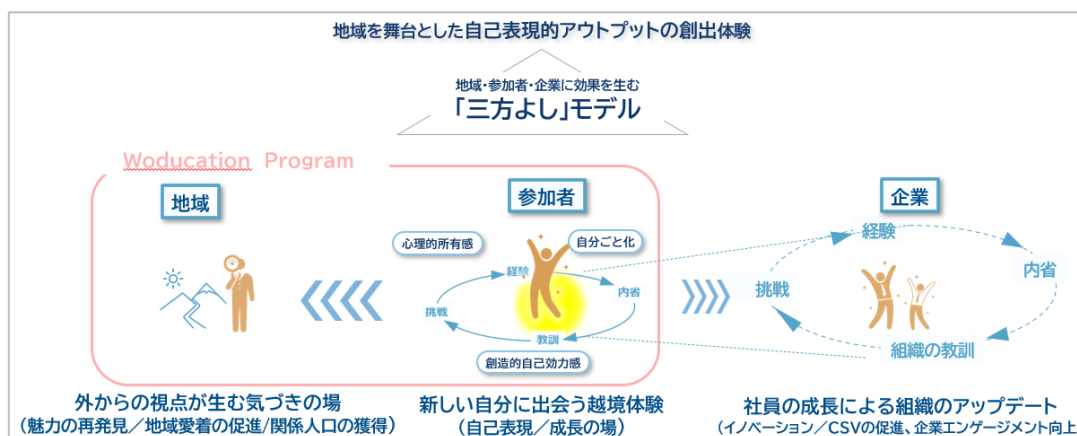 地域を舞台とした自己表現的アウトプットの創出体験
地域・参加者・企業に効果を生む
「三方よし」モデル
Woducation Program
地域
参加者
企業
心理的所有感
自分ごと化
経験
内省
挑戦
教訓
創造的自己効力感
経験
内省
挑戦
組織の教訓
外からの視点が生む気づきの場
（魅力の再発見／地域愛着の促進/関係人口の獲得）
新しい自分に出会う越境体験
（自己表現／成長の場）
社員の成長による組織のアップデート
（イノベーション／CSVの促進、企業エンゲージメント向上